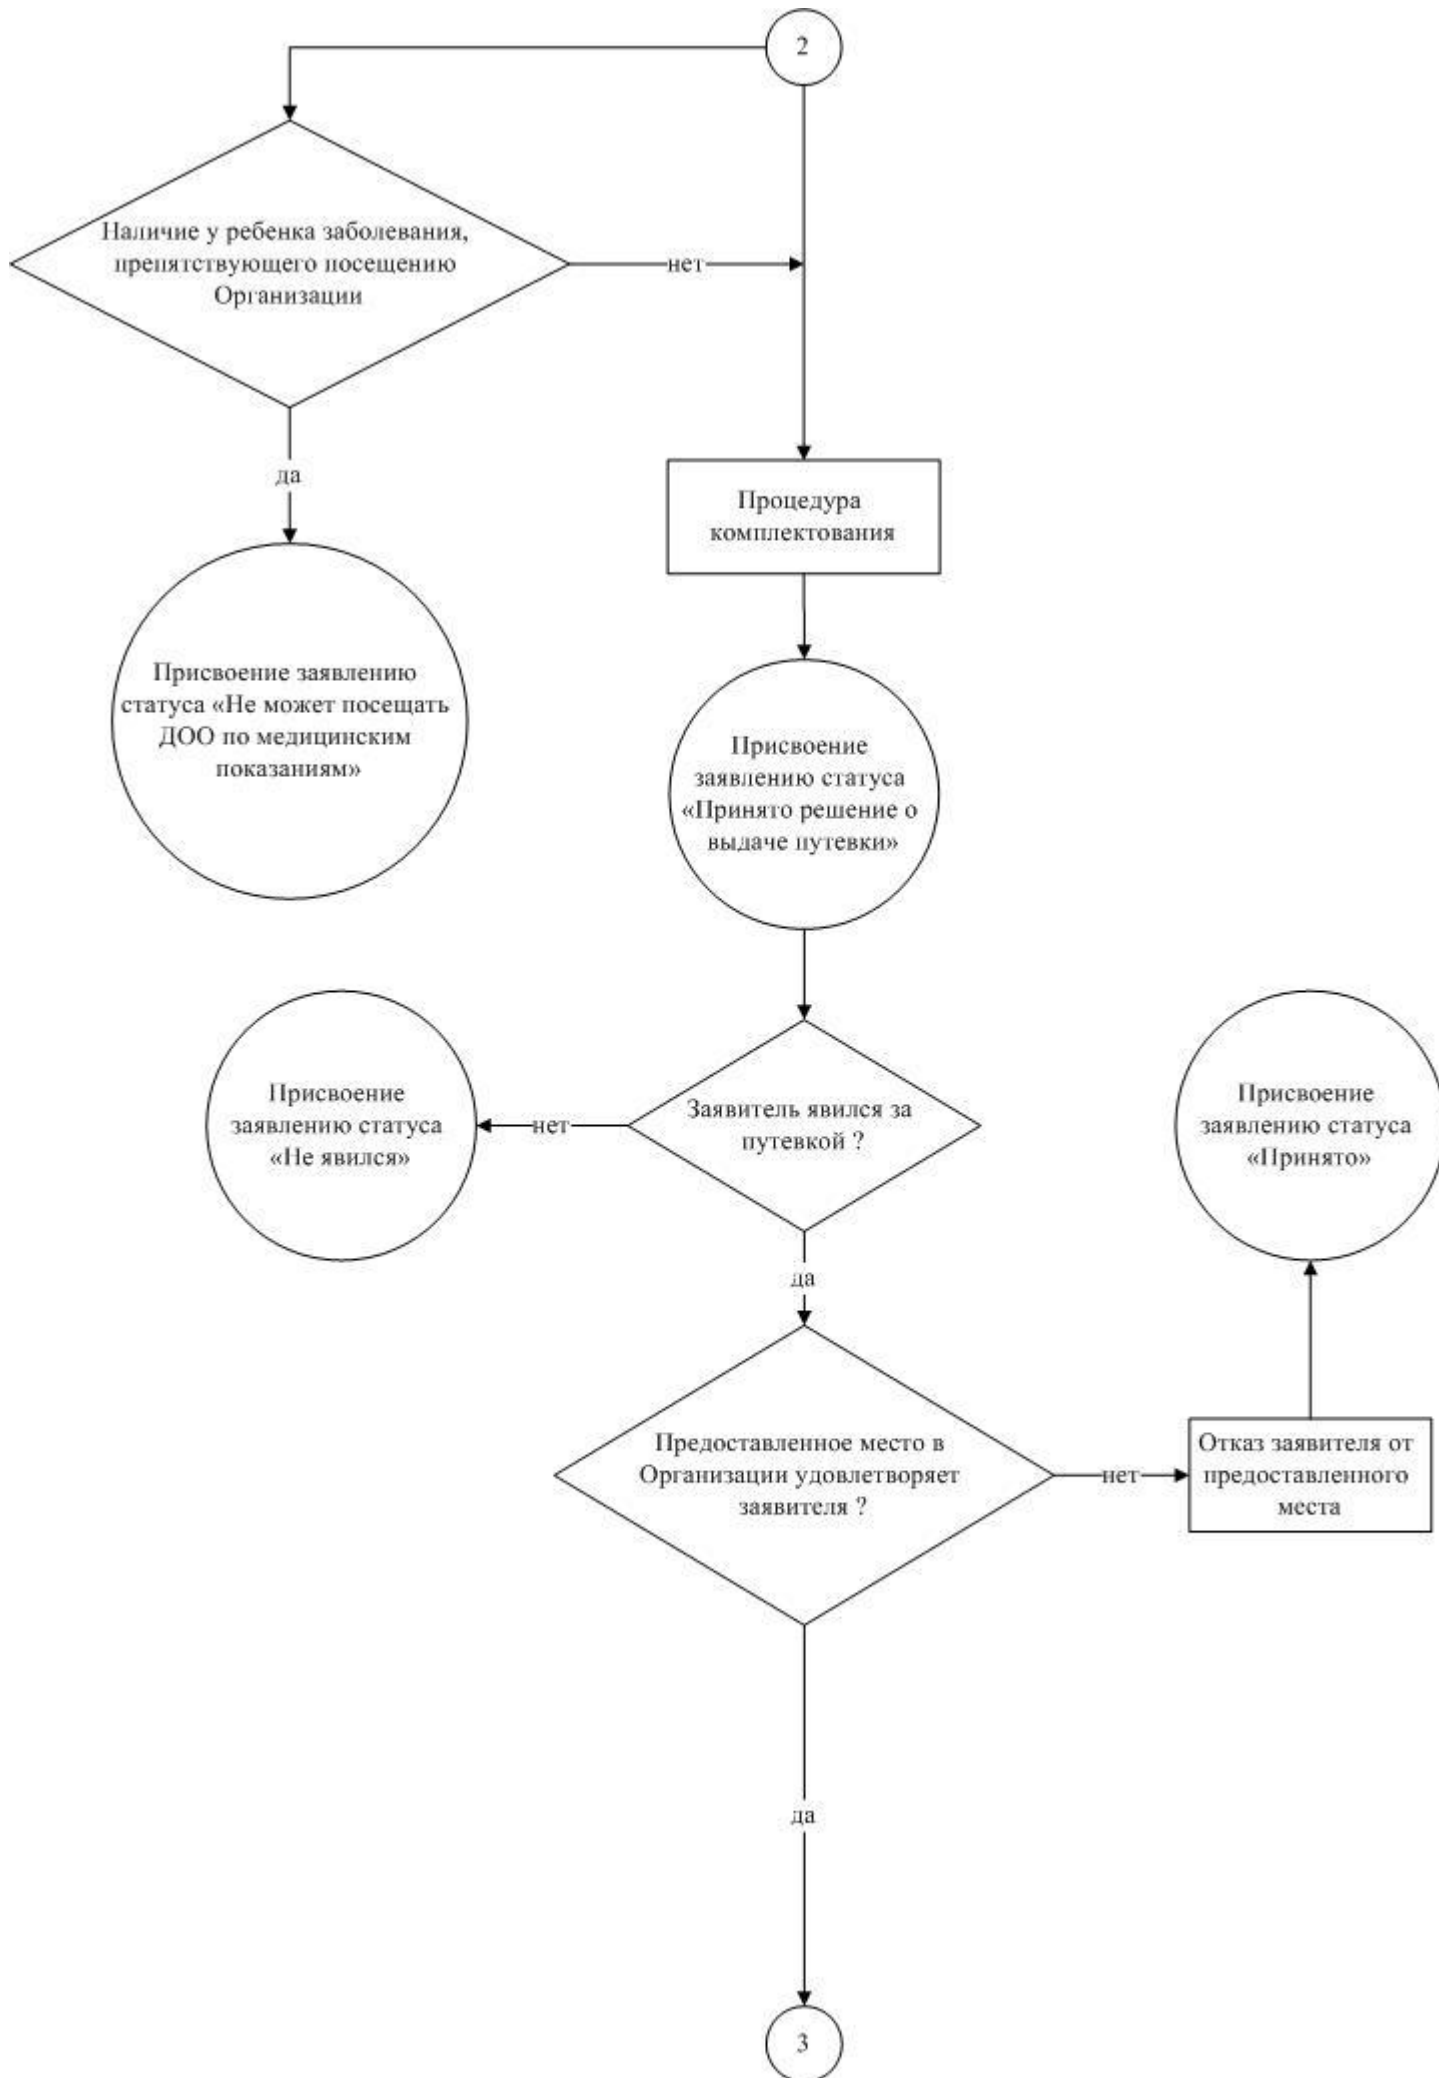 2
Наличие у ребенка заболевания,
препятствующего посещению
Организации
нет
да
Процедура
комплектования
Присвоение заявлению
статуса «Не может посещать
ДОО по медицинским
показаниям»
Присвоение
заявлению статуса
«Принято решение о
выдаче путевки»
Присвоение
заявлению статуса
«Не явился»
нет
Заявитель явился за
путевкой ?
Присвоение
заявлению статуса
«Принято»
да
Предоставленное место в
Организации удовлетворяет
заявителя ?
нет
Отказ заявителя от
предоставленного
места
да
3